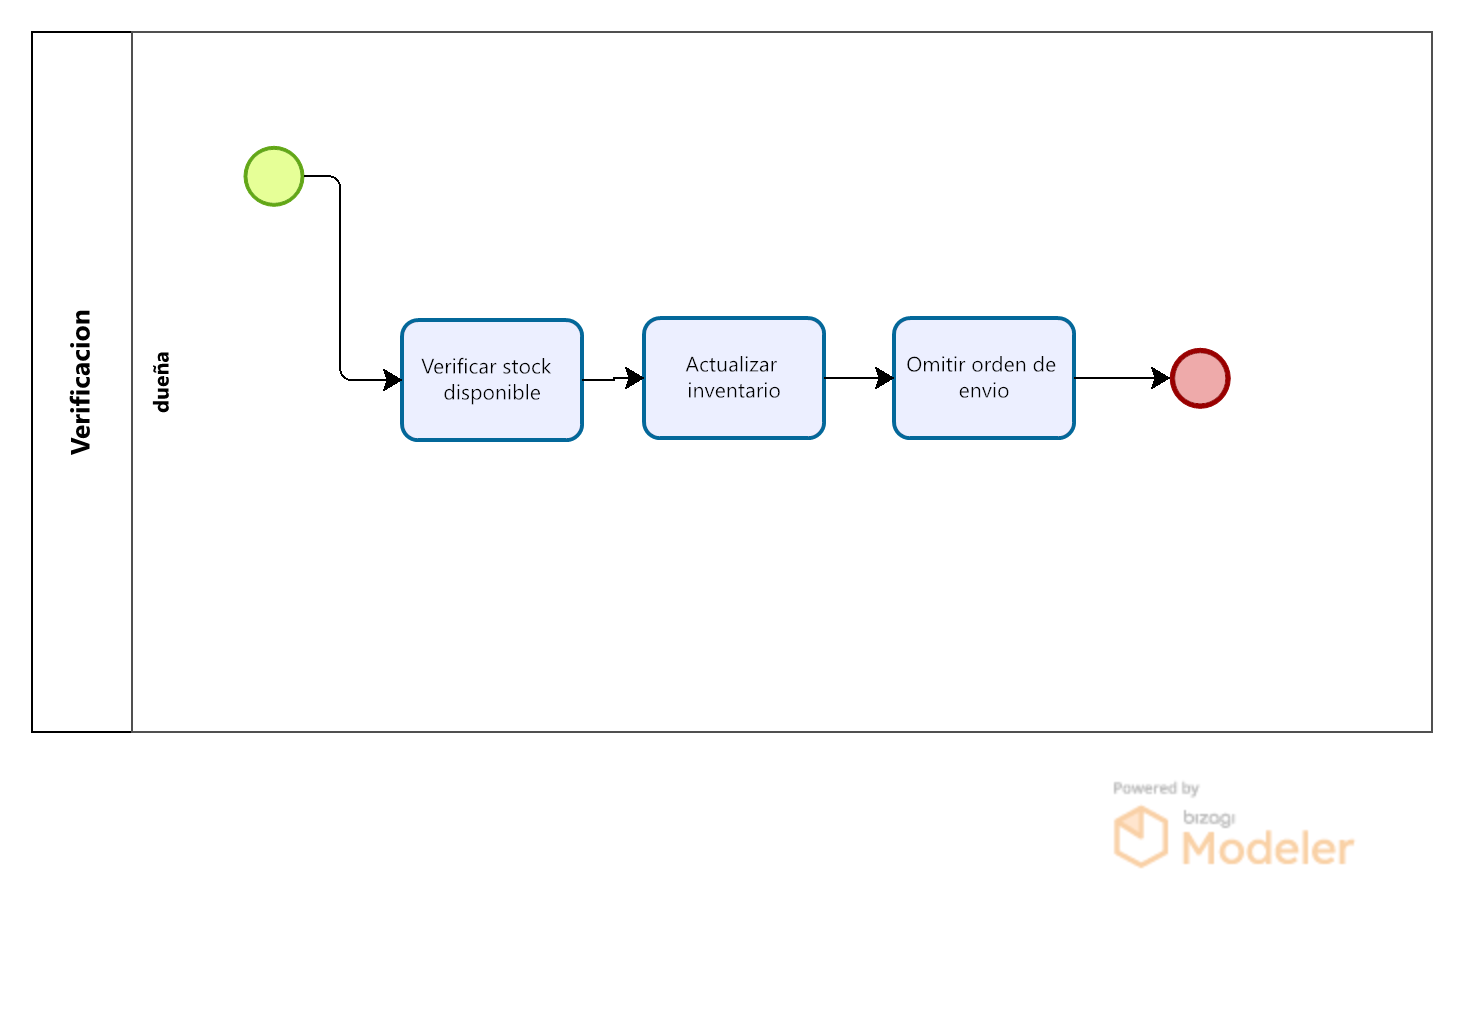 Verificacion
dueña
Verificar stock
disponible
Actualizar
inventario
Omitir orden de
envio
Powered by
bizagi
Modeler